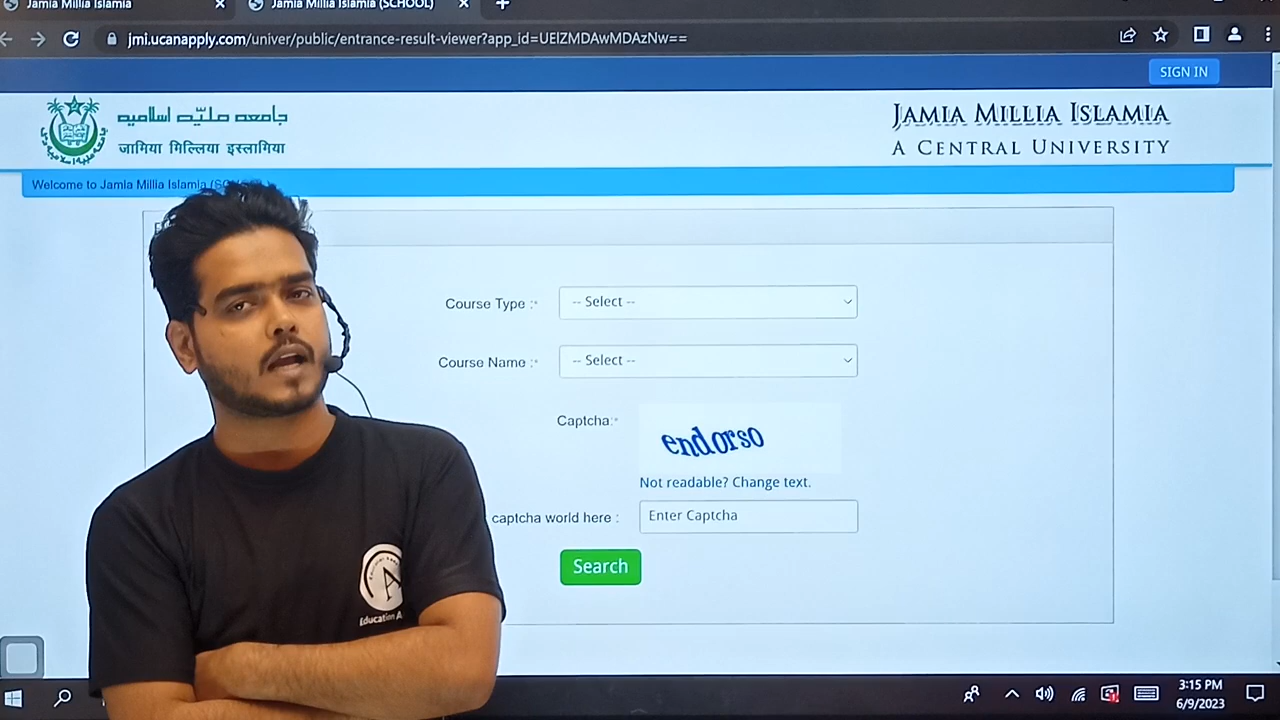 Jamia Millia Islamia
Jamia Millia Islamia (SCHOOL)
jmi.ucanapply.com/univer/public/entrance-result-viewer?app_id=UElZMDAwMDAzNw==
SIGN IN
جامعہ ملیّہ اسلامیہ
जामिया मिल्लिया इस्लामिया
JAMIA MILLIA ISLAMIA
A CENTRAL UNIVERSITY
Welcome to Jamia Millia Islamia
Course Type :*
-- Select --
Course Name :*
-- Select --
Captcha:*
endorso
Not readable? Change text.
captcha world here :
Enter Captcha
Search
A
Education A
3:15 PM
6/9/2023